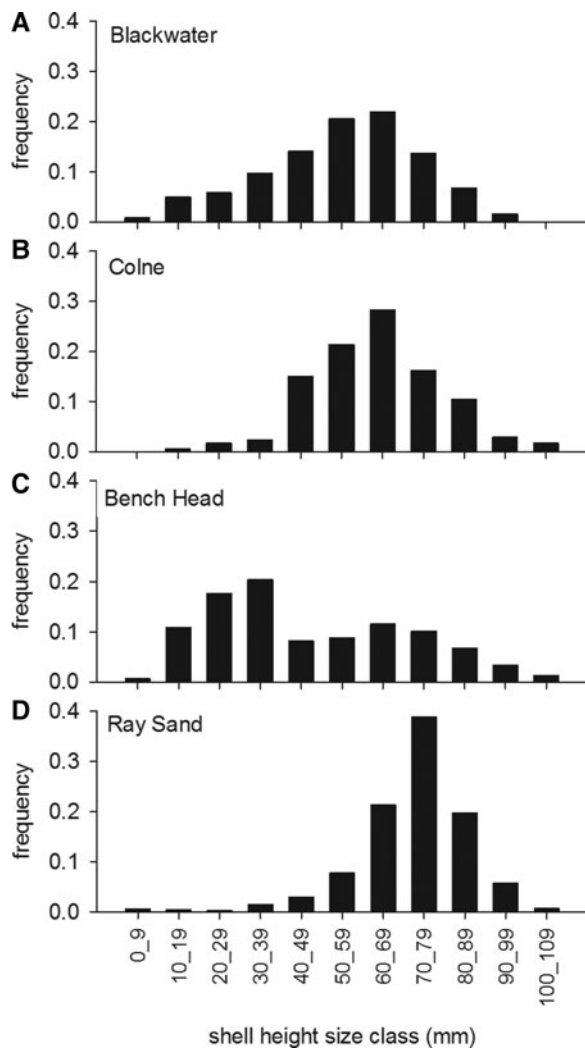 A
Blackwater
frequency
0.4
0.3
0.2
0.1
0.0
B
Colne
frequency
0.4
0.3
0.2
0.1
0.0
C
Bench Head
frequency
0.4
0.3
0.2
0.1
0.0
D
Ray Sand
frequency
0.4
0.3
0.2
0.1
0.0
0_9
10_19
20_29
30_39
40_49
50_59
60_69
70_79
80_89
90_99
100_109
shell height size class (mm)